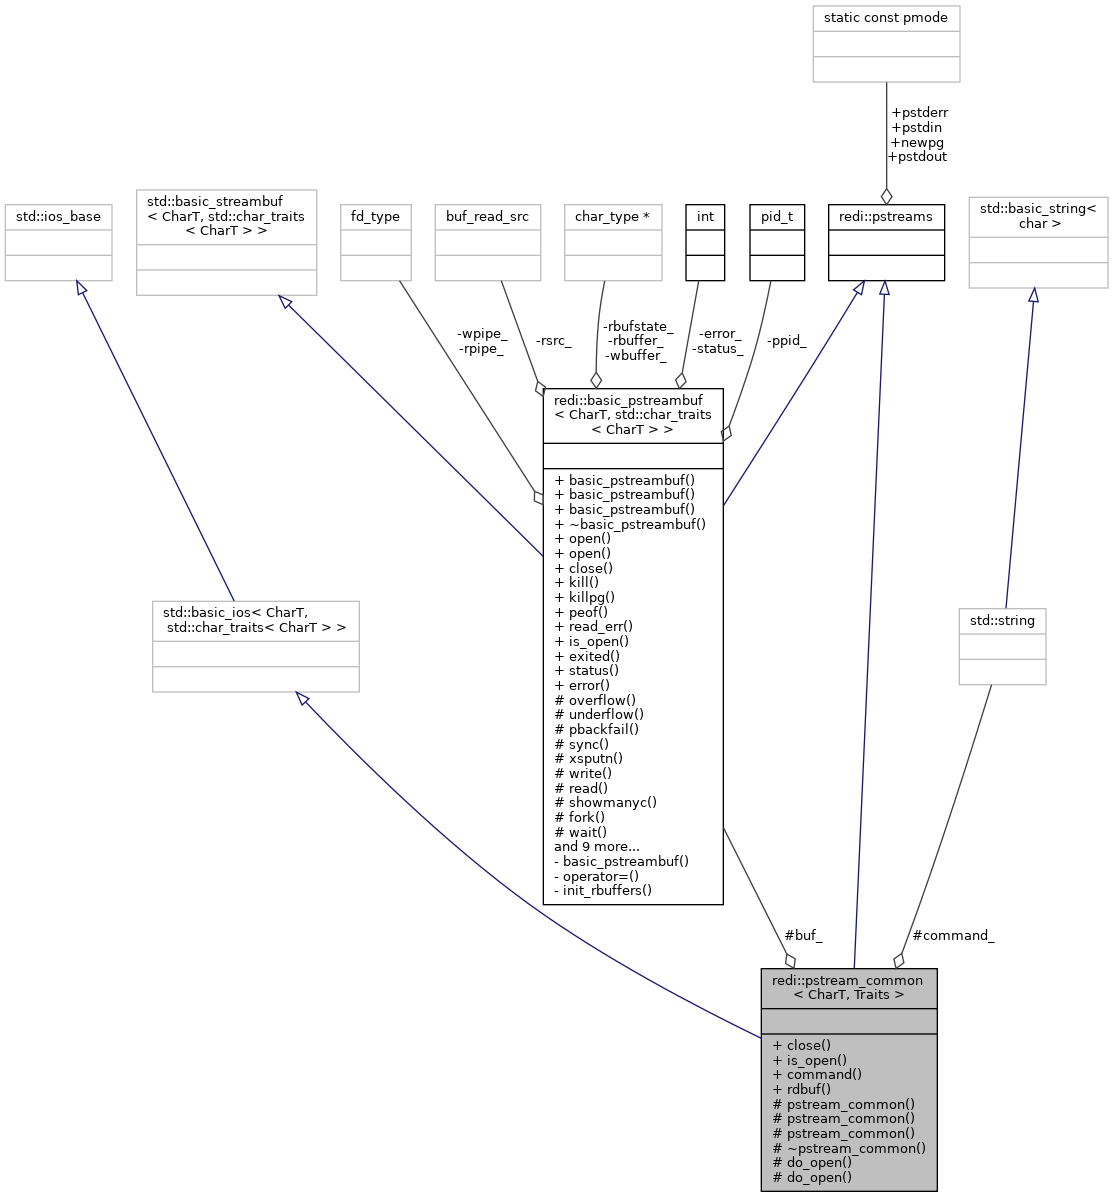 static const pmode
+pstderr
+pstdin
+newpg
+pstdout
std::ios_base
std::basic_streambuf
< CharT, std::char_traits
< CharT > >
fd_type
buf_read_src
char_type *
int
pid_t
redi::pstreams
std::basic_string<
char >
-wpipe_
-rpipe_
-rsrc_
-rbufstate_
-rbuffer_
-wbuffer_
-error_
-status_
-ppid_
redi::basic_pstreambuf
< CharT, std::char_traits
< CharT > >
+ basic_pstreambuf()
+ basic_pstreambuf()
+ basic_pstreambuf()
+ ~basic_pstreambuf()
+ open()
+ open()
+ close()
+ kill()
+ killpg()
+ peof()
+ read_err()
+ is_open()
+ exited()
+ status()
+ error()
# overflow()
# underflow()
# pbackfail()
# sync()
# xsputn()
# write()
# read()
# showmanyc()
# fork()
# wait()
and 9 more...
- basic_pstreambuf()
- operator=()
- init_rbuffers()
std::basic_ios< CharT,
std::char_traits< CharT > >
std::string
#buf_
#command_
redi::pstream_common
< CharT, Traits >
+ close()
+ is_open()
+ command()
+ rdbuf()
# pstream_common()
# pstream_common()
# pstream_common()
# ~pstream_common()
# do_open()
# do_open()